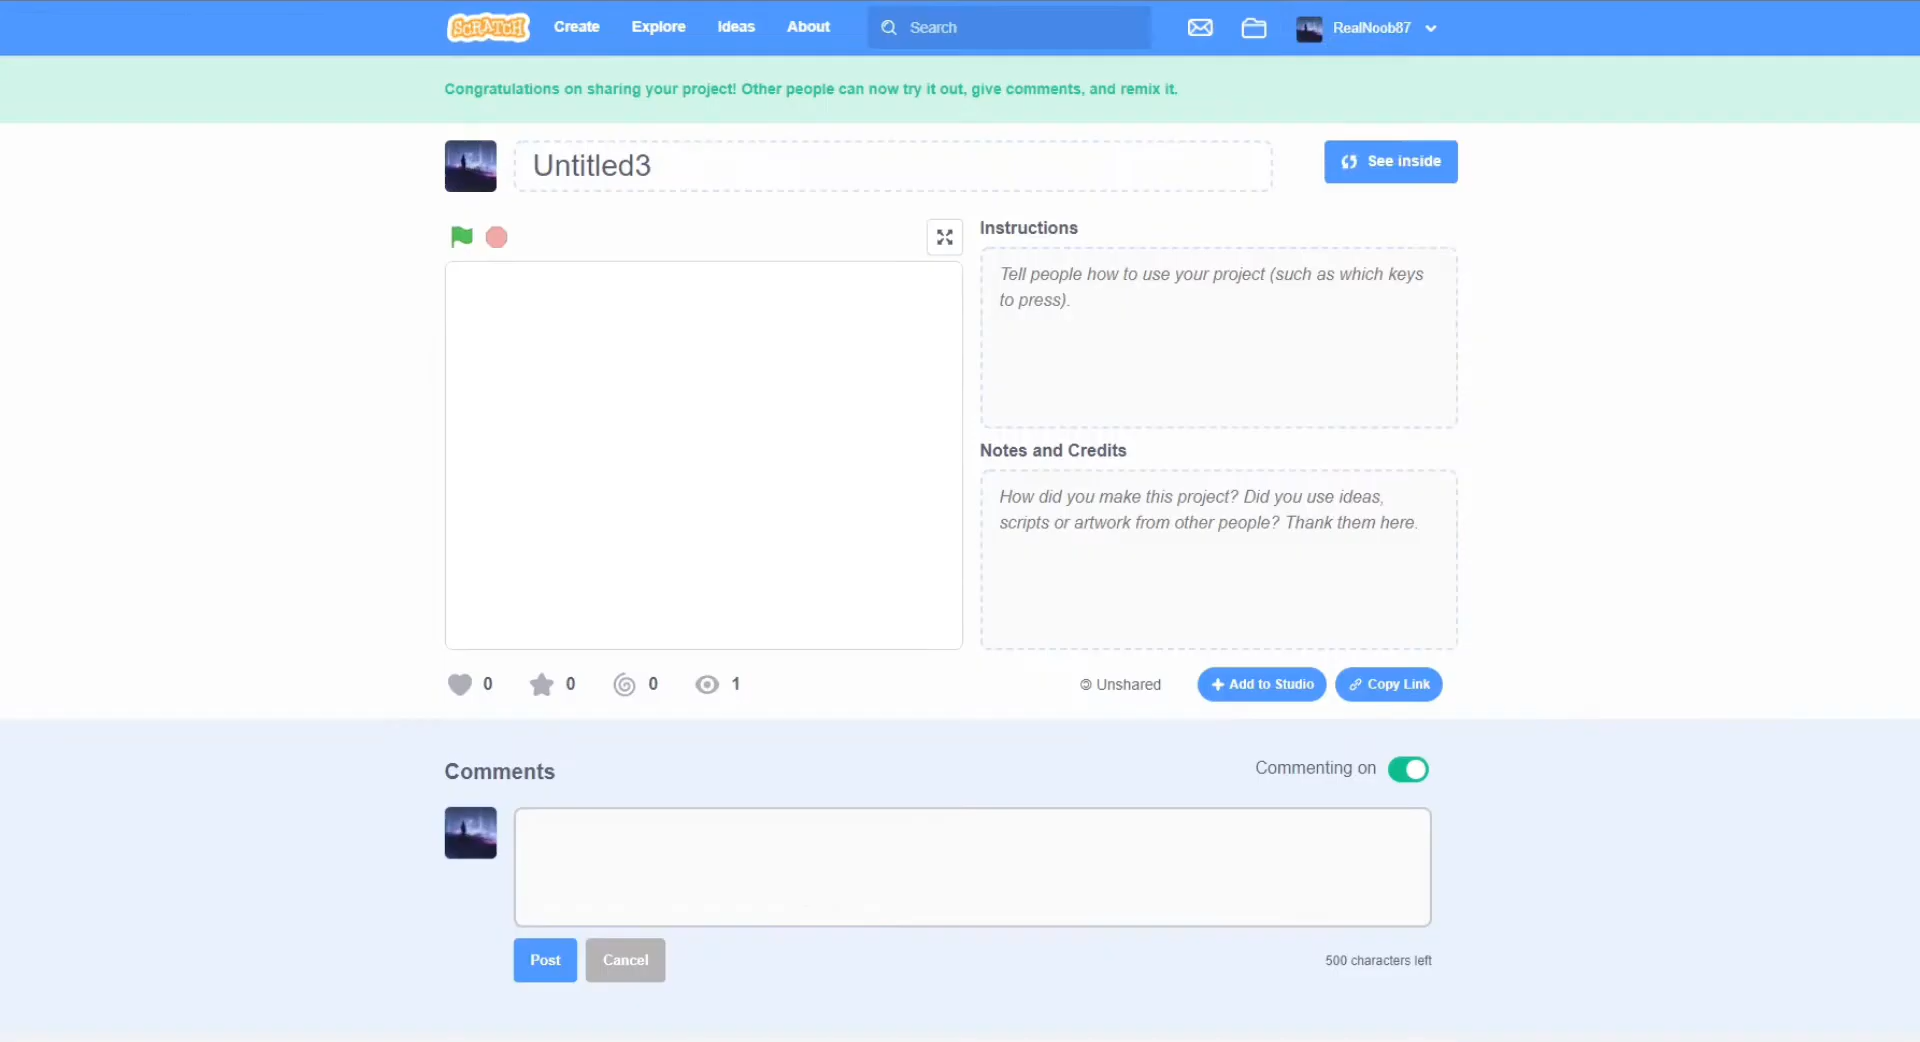 SCRATCH Create Explore Ideas About Search RealNoob87
Congratulations on sharing your project! Other people can now try it out, give comments, and remix it.
Untitled3
See inside
Instructions
Tell people how to use your project (such as which keys
to press).
Notes and Credits
How did you make this project? Did you use ideas,
scripts or artwork from other people? Thank them here.
0 0 0 1
Unshared Add to Studio Copy Link
Comments
Commenting on
Post Cancel
500 characters left